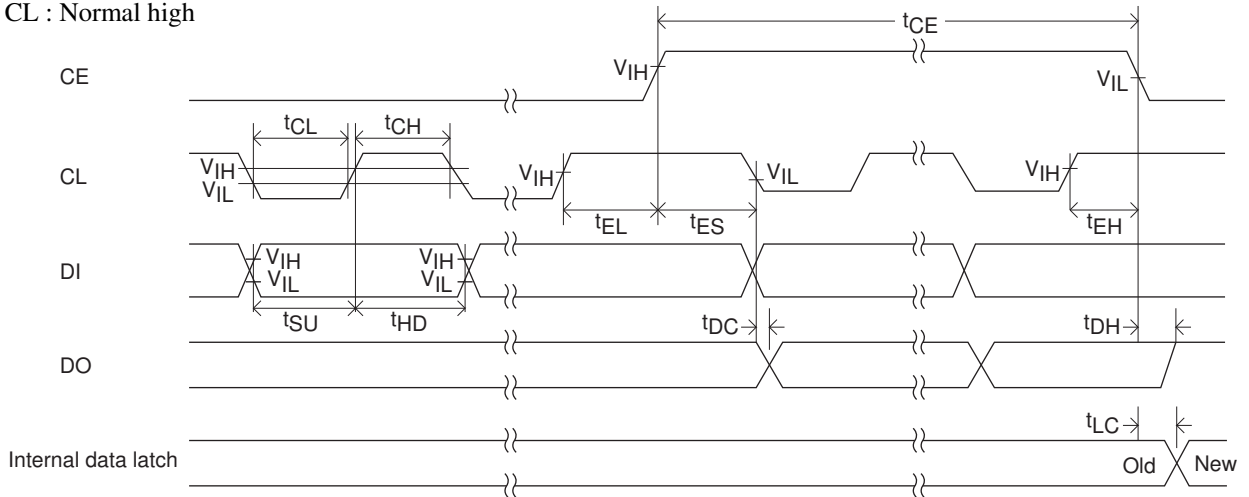 CL : Normal high
tCE
CE
VIH
VIL
tCL
tCH
CL
VIH
VIL
VIH
VIL
VIH
tEL
tES
tEH
DI
VIH
VIL
VIH
VIL
tSU
tHD
tDC
tDH
DO
tLC
Internal data latch
Old
New